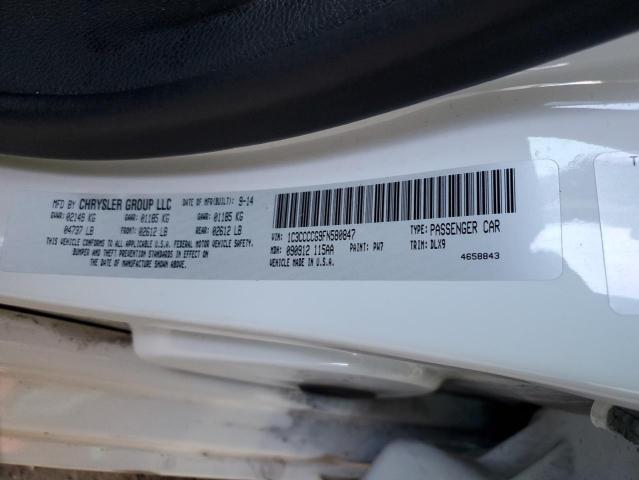 MFD BY CHRYSLER GROUP LLC DATE OF MFR(BUILT): 9-14
GVWR: 02149 KG GAWR: 01185 KG GAWR: 01185 KG
04737 LB FRONT: 02612 LB REAR: 02612 LB
THIS VEHICLE CONFORMS TO ALL APPLICABLE U.S.A. FEDERAL MOTOR VEHICLE SAFETY,
BUMPER AND THEFT PREVENTION STANDARDS IN EFFECT ON
THE DATE OF MANUFACTURE SHOWN ABOVE.
VIN: 1C3CCCCG9FN580847 TYPE: PASSENGER CAR
MDH: 090912 115AA PAINT: PW7 TRIM: DLX9
VEHICLE MADE IN U.S.A. 4658843
T